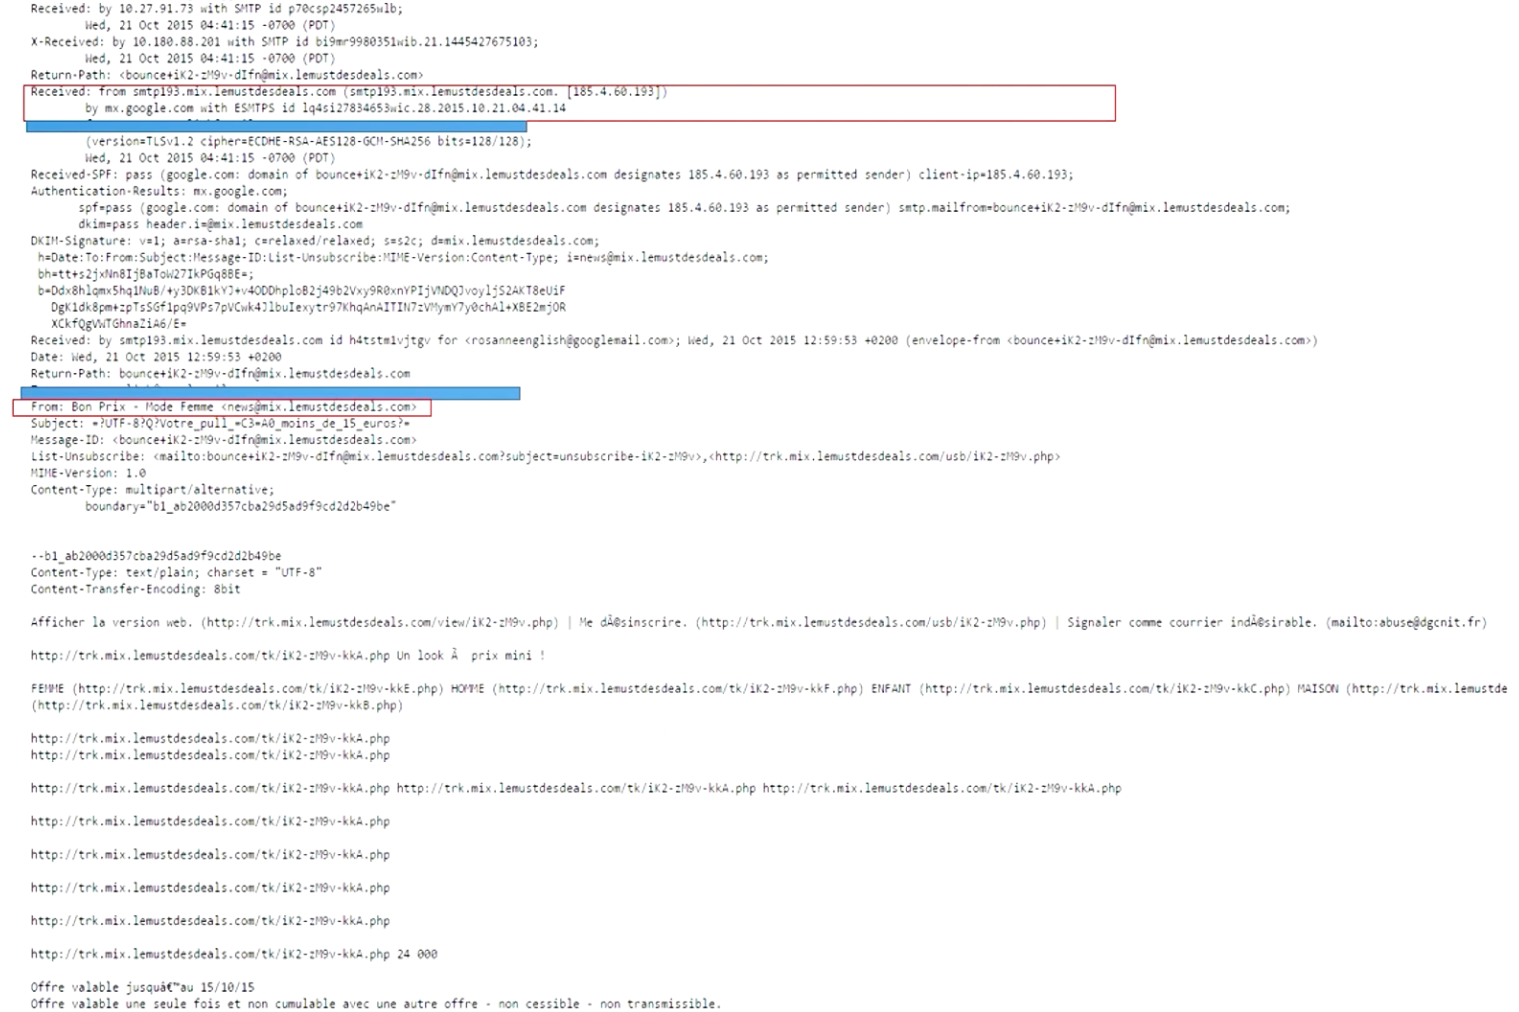 Received: by 10.27.91.73 with SMTP id p70csp2457265wlb;
Wed, 21 Oct 2015 04:41:15 -0700 (PDT)
X-Received: by 10.180.88.201 with SMTP id bi9mr9980351wib.21.1445427675103;
Wed, 21 Oct 2015 04:41:15 -0700 (PDT)
Return-Path: <bounce+iK2-zM9v-dIfn@mix.lemustdesdeals.com>
Received: from smtp193.mix.lemustdesdeals.com (smtp193.mix.lemustdesdeals.com. [185.4.60.193])
by mx.google.com with ESMTPS id lq4si27834653wic.28.2015.10.21.04.41.14
(version=TLSv1.2 cipher=ECDHE-RSA-AES128-GCM-SHA256 bits=128/128);
Wed, 21 Oct 2015 04:41:15 -0700 (PDT)
Received-SPF: pass (google.com: domain of bounce+iK2-zM9v-dIfn@mix.lemustdesdeals.com designates 185.4.60.193 as permitted sender) client-ip=185.4.60.193;
Authentication-Results: mx.google.com;
spf=pass (google.com: domain of bounce+iK2-zM9v-dIfn@mix.lemustdesdeals.com designates 185.4.60.193 as permitted sender) smtp.mailfrom=bounce+iK2-zM9v-dIfn@mix.lemustdesdeals.com;
dkim=pass header.i=@mix.lemustdesdeals.com
DKIM-Signature: v=1; a=rsa-sha1; c=relaxed/relaxed; s=s2c; d=mix.lemustdesdeals.com;
h=Date:To:From:Subject:Message-ID:List-Unsubscribe:MIME-Version:Content-Type; i=news@mix.lemustdesdeals.com;
bh=tt+s2jxNn8IjBaToW27IkPGq8BE=;
b=Ddx8hlqmx5hq1NuB/+y3DKB1kYJ+v4ODDhploB2j49b2Vxy9R0xnYPIjVNDQJvoyljS2AKT8eUiF
DgK1dk8pm+zpTsSGf1pq9VPs7pVCwk4JlbuIexytr97KhqAnAITIN7zVMymY7y0chAl+XBE2mjOR
XCkfQgVWTGhnaZiA6/E=
Received: by smtp193.mix.lemustdesdeals.com id h4tstm1vjtgv for <rosanneenglish@googlemail.com>; Wed, 21 Oct 2015 12:59:53 +0200 (envelope-from <bounce+iK2-zM9v-dIfn@mix.lemustdesdeals.com>)
Date: Wed, 21 Oct 2015 12:59:53 +0200
Return-Path: bounce+iK2-zM9v-dIfn@mix.lemustdesdeals.com
From: Bon Prix - Mode Femme <news@mix.lemustdesdeals.com>
Subject: =?UTF-8?Q?Votre_pull_=C3=A0_moins_de_15_euros?=
Message-ID: <bounce+iK2-zM9v-dIfn@mix.lemustdesdeals.com>
List-Unsubscribe: <mailto:bounce+iK2-zM9v-dIfn@mix.lemustdesdeals.com?subject=unsubscribe-iK2-zM9v>,<http://trk.mix.lemustdesdeals.com/usb/iK2-zM9v.php>
MIME-Version: 1.0
Content-Type: multipart/alternative;
boundary="b1_ab2000d357cba29d5ad9f9cd2d2b49be"
--b1_ab2000d357cba29d5ad9f9cd2d2b49be
Content-Type: text/plain; charset = "UTF-8"
Content-Transfer-Encoding: 8bit
Afficher la version web. (http://trk.mix.lemustdesdeals.com/view/iK2-zM9v.php) | Me dÃ©sinscrire. (http://trk.mix.lemustdesdeals.com/usb/iK2-zM9v.php) | Signaler comme courrier indÃ©sirable. (mailto:abuse@dgcnit.fr)
http://trk.mix.lemustdesdeals.com/tk/iK2-zM9v-kkA.php Un look Ã  prix mini !
FEMME (http://trk.mix.lemustdesdeals.com/tk/iK2-zM9v-kkE.php) HOMME (http://trk.mix.lemustdesdeals.com/tk/iK2-zM9v-kkF.php) ENFANT (http://trk.mix.lemustdesdeals.com/tk/iK2-zM9v-kkC.php) MAISON (http://trk.mix.lemustde
(http://trk.mix.lemustdesdeals.com/tk/iK2-zM9v-kkB.php)
http://trk.mix.lemustdesdeals.com/tk/iK2-zM9v-kkA.php
http://trk.mix.lemustdesdeals.com/tk/iK2-zM9v-kkA.php
http://trk.mix.lemustdesdeals.com/tk/iK2-zM9v-kkA.php http://trk.mix.lemustdesdeals.com/tk/iK2-zM9v-kkA.php http://trk.mix.lemustdesdeals.com/tk/iK2-zM9v-kkA.php
http://trk.mix.lemustdesdeals.com/tk/iK2-zM9v-kkA.php
http://trk.mix.lemustdesdeals.com/tk/iK2-zM9v-kkA.php
http://trk.mix.lemustdesdeals.com/tk/iK2-zM9v-kkA.php
http://trk.mix.lemustdesdeals.com/tk/iK2-zM9v-kkA.php
http://trk.mix.lemustdesdeals.com/tk/iK2-zM9v-kkA.php 24 000
Offre valable jusquâ€™au 15/10/15
Offre valable une seule fois et non cumulable avec une autre offre - non cessible - non transmissible.